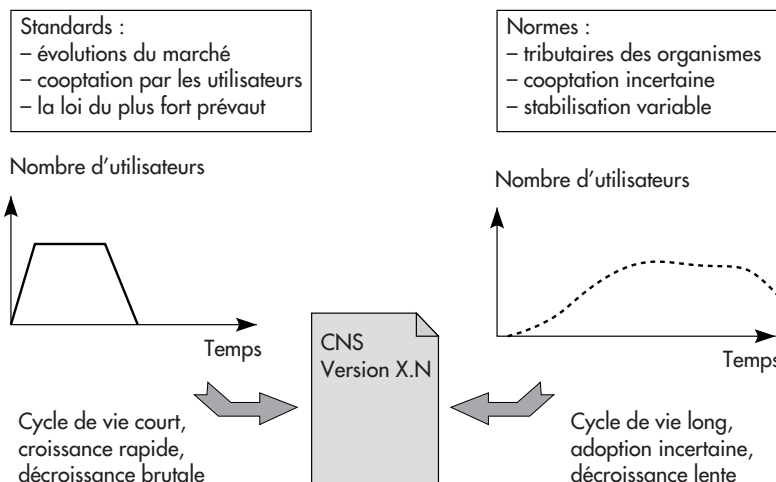 Standards :
– évolutions du marché
– cooptation par les utilisateurs
– la loi du plus fort prévaut
Normes :
– tributaires des organismes
– cooptation incertaine
– stabilisation variable
Nombre d'utilisateurs
Temps
Nombre d'utilisateurs
Temps
CNS
Version X.N
Cycle de vie court,
croissance rapide,
décroissance brutale
Cycle de vie long,
adoption incertaine,
décroissance lente